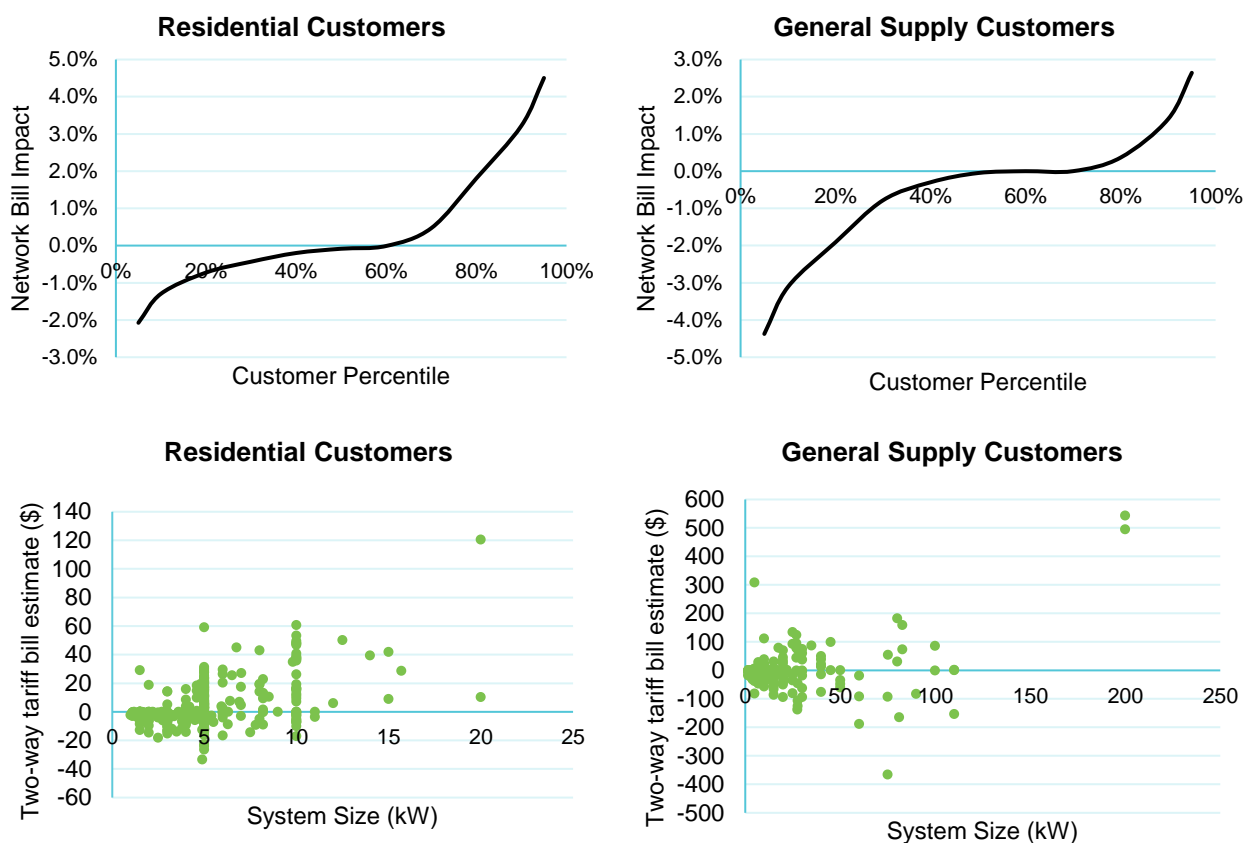 Residential Customers
5.0%
4.0%
3.0%
2.0%
1.0%
0.0%
-1.0%
-2.0%
-3.0%
0% 20% 40% 60% 80% 100%
Network Bill Impact
Customer Percentile
General Supply Customers
3.0%
2.0%
1.0%
0.0%
-1.0%
-2.0%
-3.0%
-4.0%
-5.0%
0% 20% 40% 60% 80% 100%
Network Bill Impact
Customer Percentile
Residential Customers
140
120
100
80
60
40
20
0
-20
-40
-60
0 5 10 15 20 25
Two-way tariff bill estimate ($)
System Size (kW)
General Supply Customers
600
500
400
300
200
100
0
-100
-200
-300
-400
-500
0 50 100 150 200 250
Two-way tariff bill estimate ($)
System Size (kW)